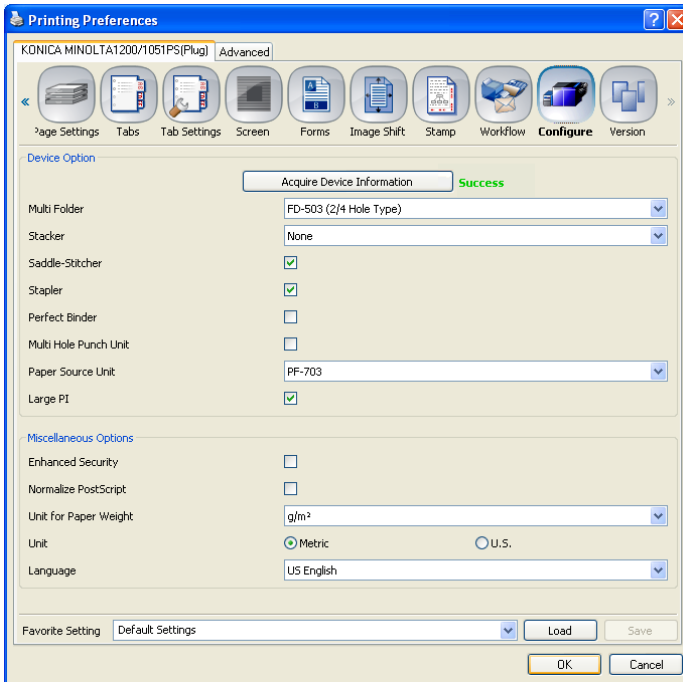 Printing Preferences
KONICA MINOLTA1200/1051PS(Plug) Advanced
Page Settings Tabs Tab Settings Screen Forms Image Shift Stamp Workflow Configure Version
Device Option
Acquire Device Information Success
Multi Folder FD-503 (2/4 Hole Type)
Stacker None
Saddle-Stitcher
Stapler
Perfect Binder
Multi Hole Punch Unit
Paper Source Unit PF-703
Large PI
Miscellaneous Options
Enhanced Security
Normalize PostScript
Unit for Paper Weight g/m²
Unit Metric U.S.
Language US English
Favorite Setting Default Settings Load Save
OK Cancel